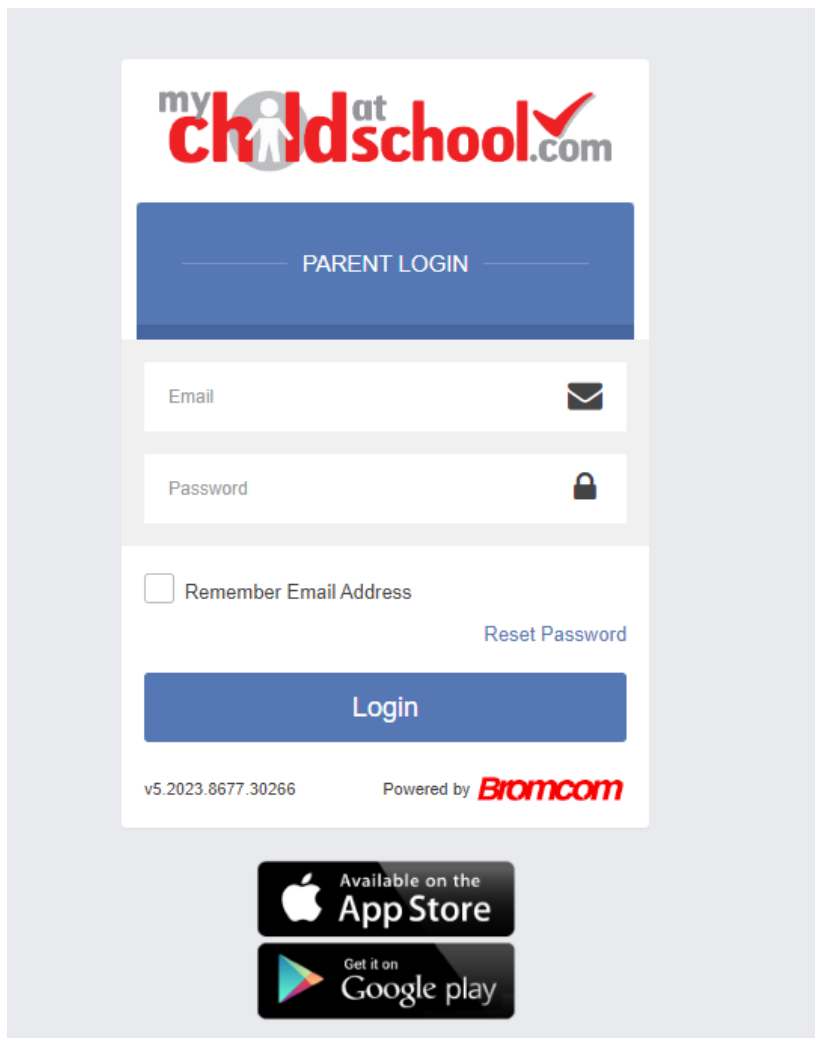 my child at school.com
PARENT LOGIN
Email
Password
Remember Email Address
Reset Password
Login
v5.2023.8677.30266 Powered by Bromcom
Available on the
App Store
Get it on
Google play